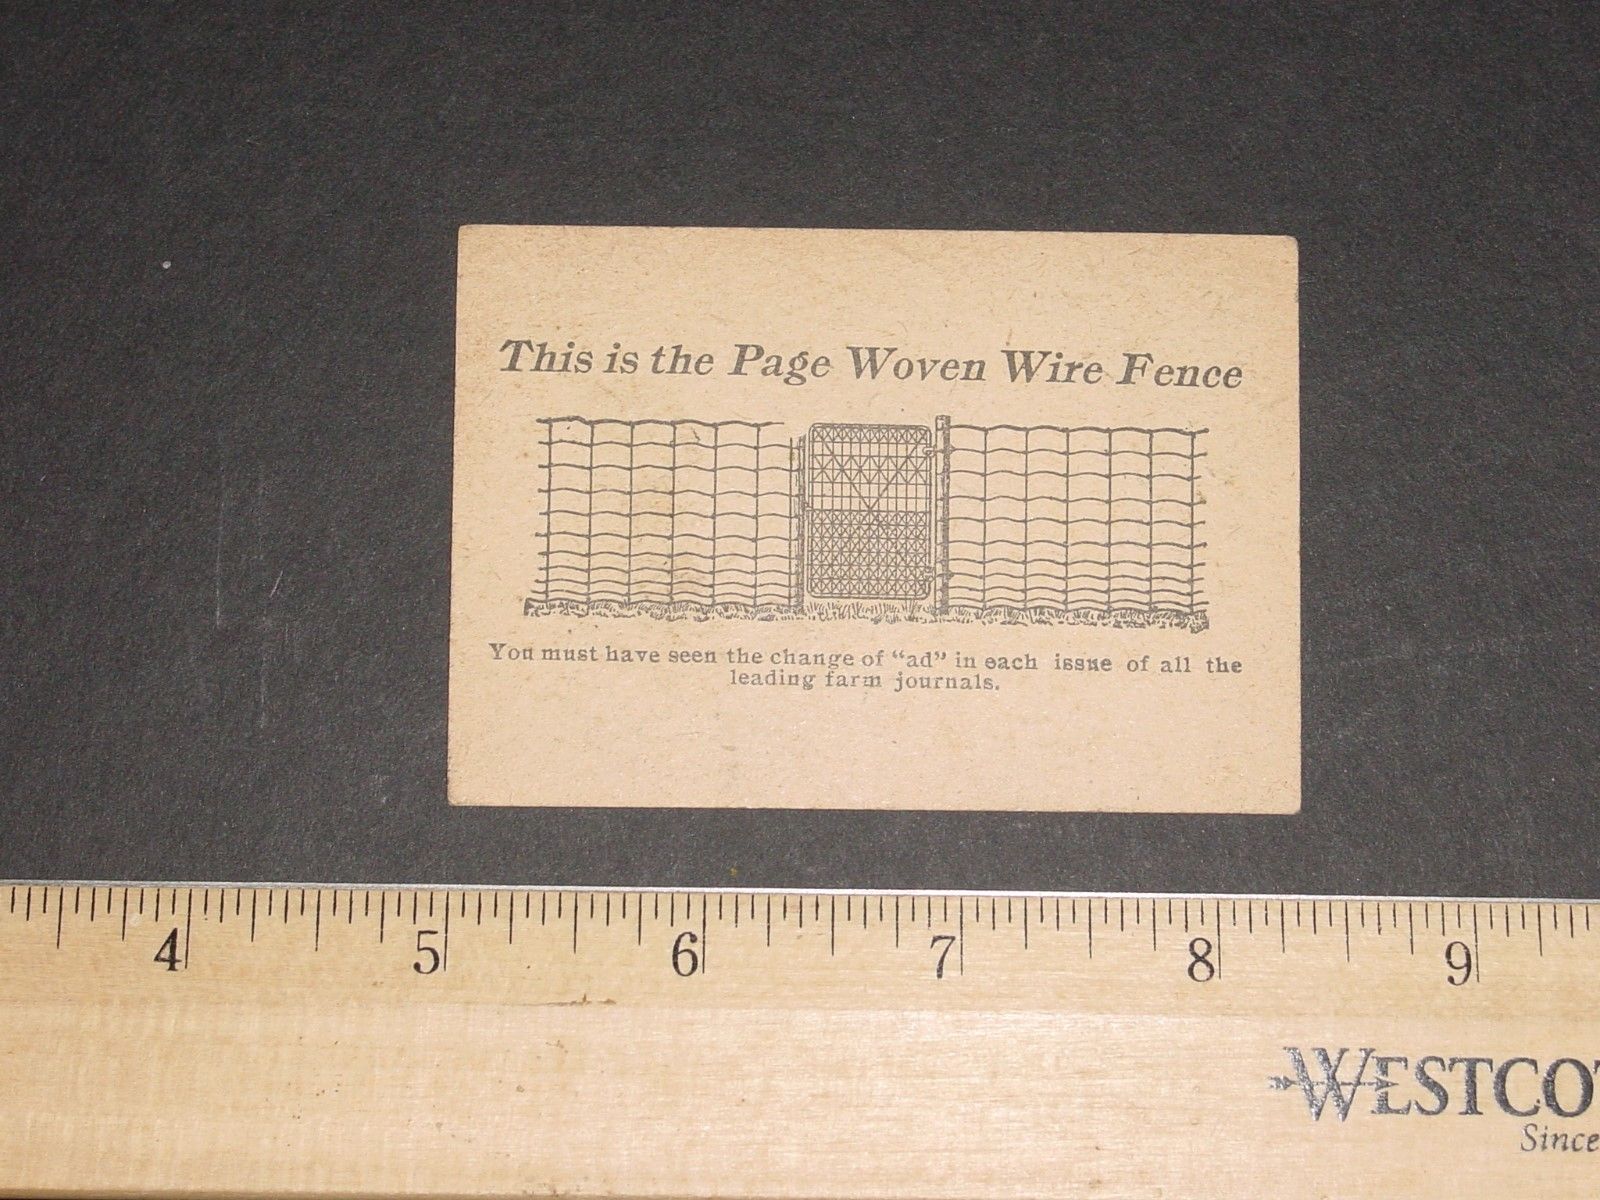 This is the Page Woven Wire Fence
You must have seen the change of "ad" in each issue of all the
leading farm journals.
4 5 6 7 8 9
WESTCO
Since